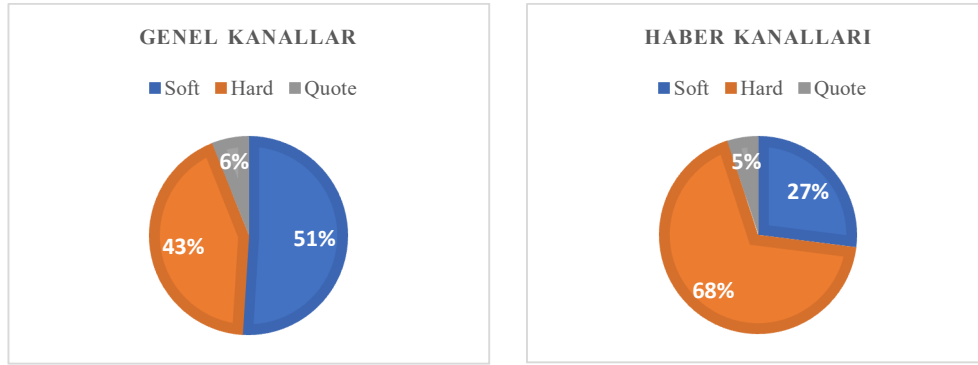 GENEL KANALLAR
Soft Hard Quote
6%
43%
51%
HABER KANALLARI
Soft Hard Quote
5%
27%
68%